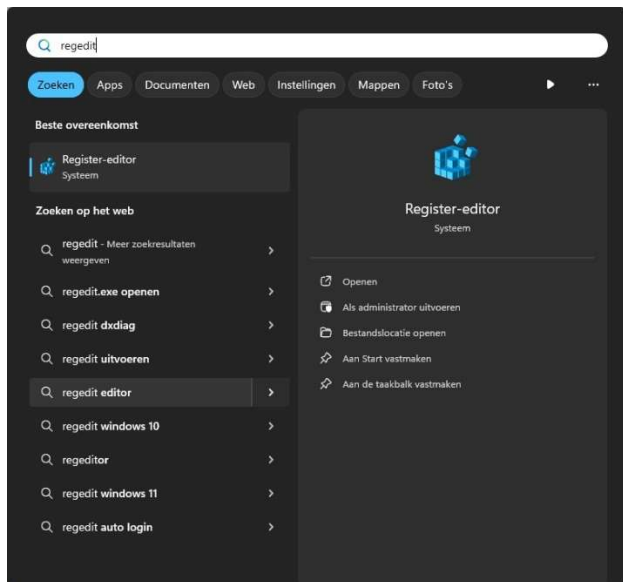 regedit
Zoeken Apps Documenten Web Instellingen Mappen Foto's
Beste overeenkomst
Register-editor
Systeem
Zoeken op het web
regedit - Meer zoekresultaten
weergeven
regedit.exe openen
regedit dxdiag
regedit uitvoeren
regedit editor
regedit windows 10
regeditor
regedit windows 11
regedit auto login
Register-editor
Systeem
Openen
Als administrator uitvoeren
Bestandslocatie openen
Aan Start vastmaken
Aan de taakbalk vastmaken